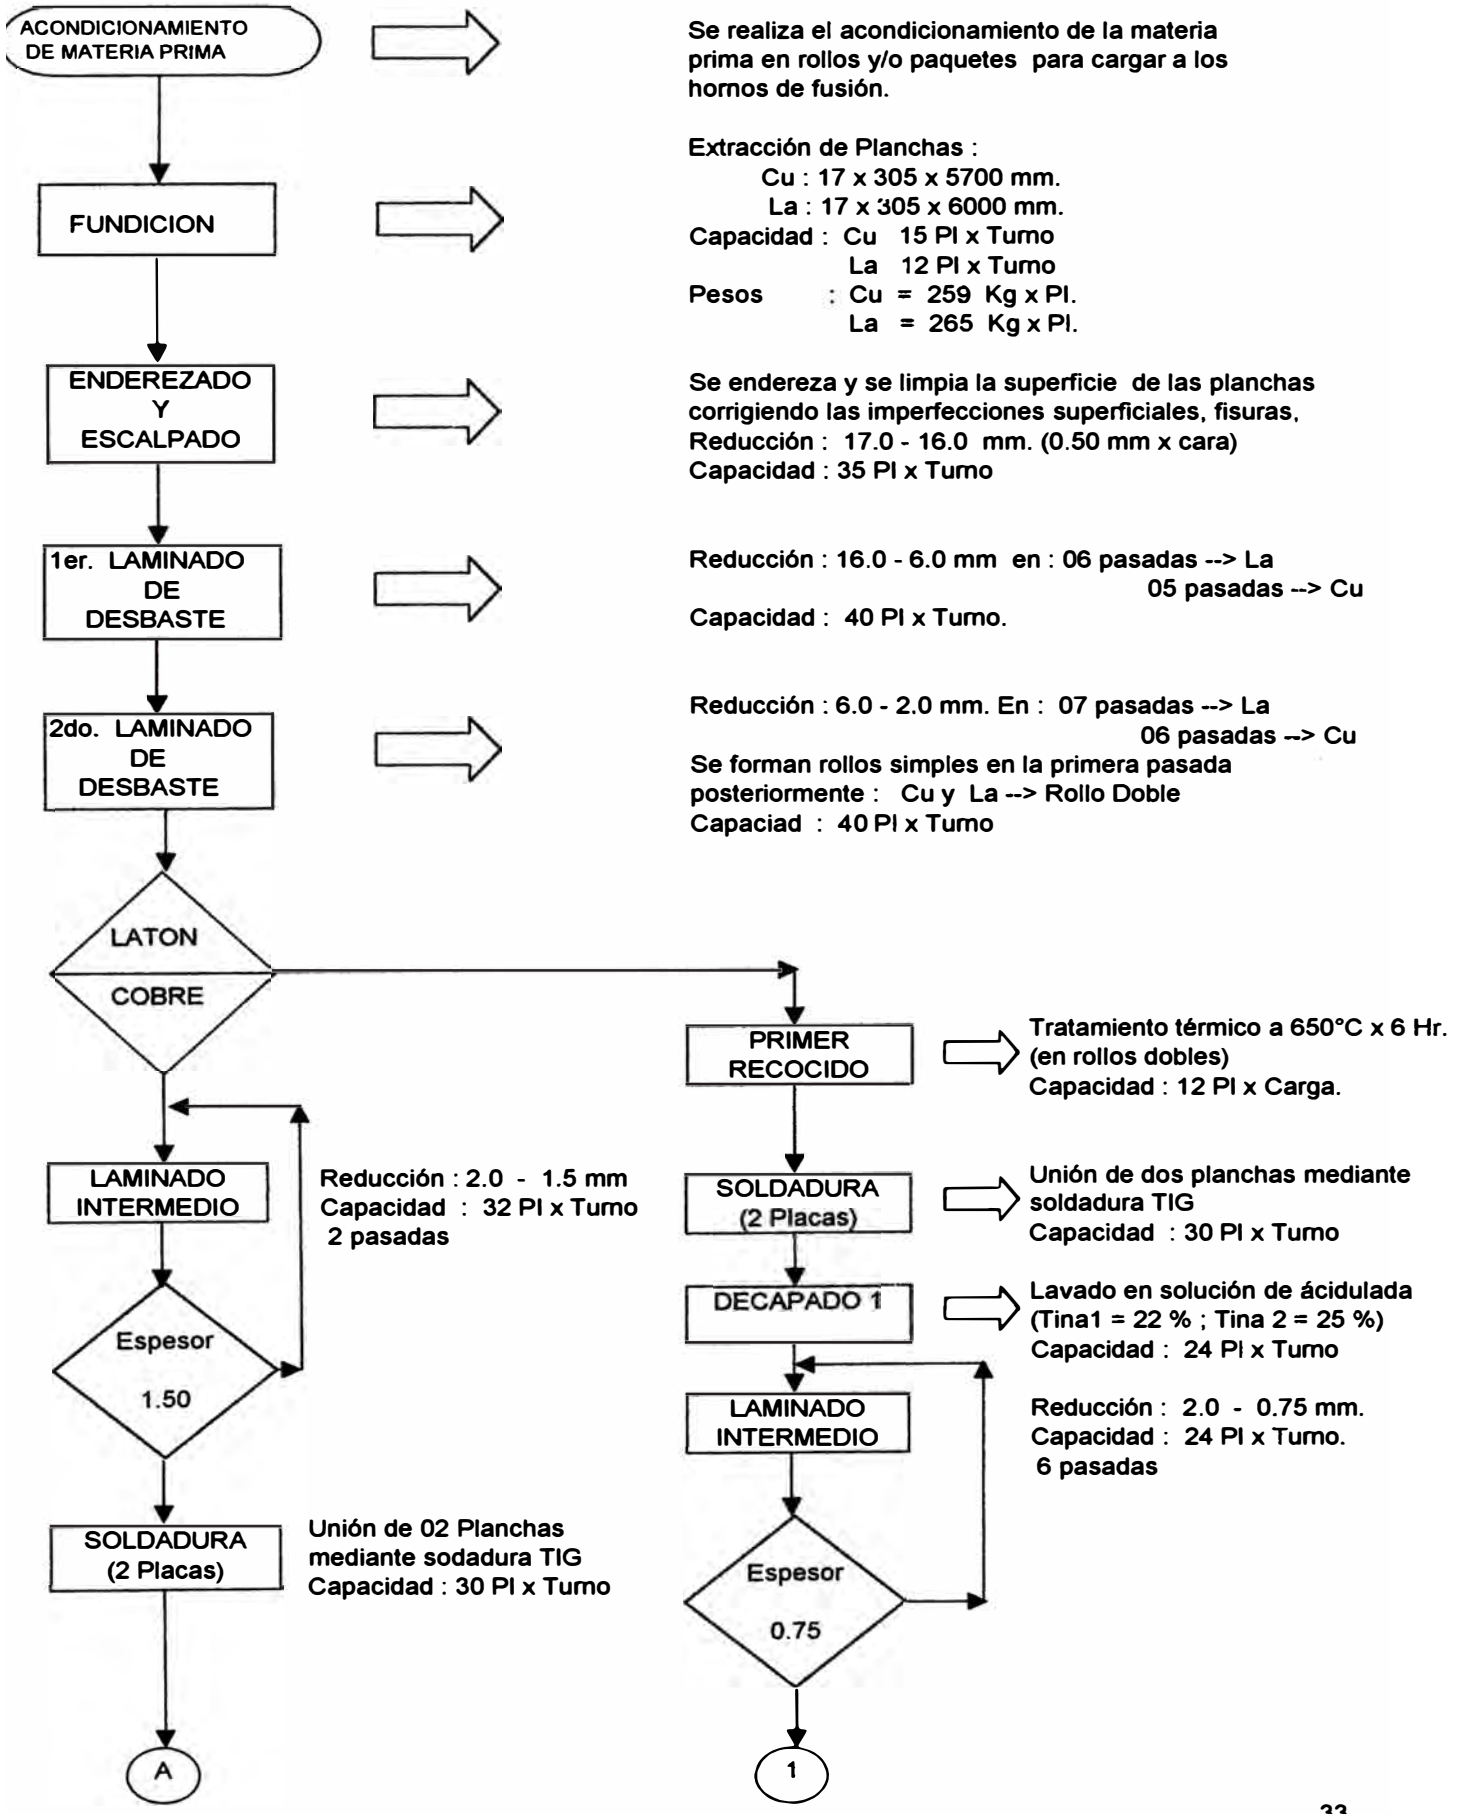 ACONDICIONAMIENTO
DE MATERIA PRIMA
Se realiza el acondicionamiento de la materia
prima en rollos y/o paquetes para cargar a los
hornos de fusión.
FUNDICION
Extracción de Planchas :
Cu : 17 x 305 x 5700 mm.
La : 17 x 305 x 6000 mm.
Capacidad : Cu 15 Pl x Turno
La 12 Pl x Turno
Pesos : Cu = 259 Kg x Pl.
La = 265 Kg x Pl.
ENDEREZADO
Y
ESCALPADO
Se endereza y se limpia la superficie de las planchas
corrigiendo las imperfecciones superficiales, fisuras,
Reducción : 17.0 - 16.0 mm. (0.50 mm x cara)
Capacidad : 35 Pl x Turno
1er. LAMINADO
DE
DESBASTE
Reducción : 16.0 - 6.0 mm en : 06 pasadas --> La
05 pasadas --> Cu
Capacidad : 40 Pl x Turno.
2do. LAMINADO
DE
DESBASTE
Reducción : 6.0 - 2.0 mm. En : 07 pasadas --> La
06 pasadas --> Cu
Se forman rollos simples en la primera pasada
posteriormente : Cu y La --> Rollo Doble
Capaciad : 40 Pl x Turno
LATON
COBRE
LAMINADO
INTERMEDIO
Reducción : 2.0 - 1.5 mm
Capacidad : 32 Pl x Turno
2 pasadas
Espesor
1.50
SOLDADURA
(2 Placas)
Unión de 02 Planchas
mediante sodadura TIG
Capacidad : 30 Pl x Turno
A
PRIMER
RECOCIDO
Tratamiento térmico a 650°C x 6 Hr.
(en rollos dobles)
Capacidad : 12 Pl x Carga.
SOLDADURA
(2 Placas)
Unión de dos planchas mediante
soldadura TIG
Capacidad : 30 Pl x Turno
DECAPADO 1
Lavado en solución de ácidulada
(Tina1 = 22 % ; Tina 2 = 25 %)
Capacidad : 24 Pl x Turno
LAMINADO
INTERMEDIO
Reducción : 2.0 - 0.75 mm.
Capacidad : 24 Pl x Turno.
6 pasadas
Espesor
0.75
1
33